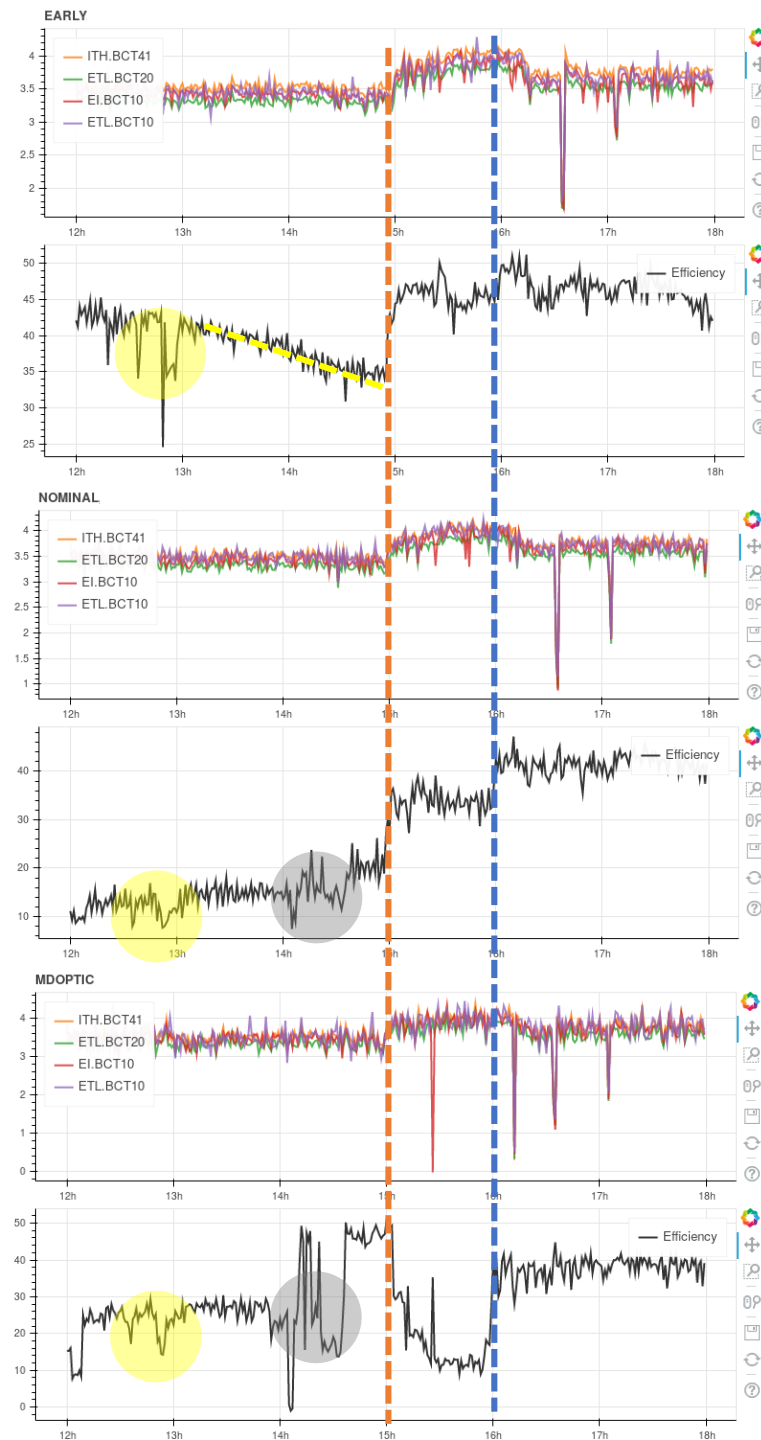 EARLY
4
3.5
3
2.5
2
ITH.BCT41
ETL.BCT20
EI.BCT10
ETL.BCT10
12h 13h 14h 5h 16h 17h 18h
50
45
40
35
30
25
Efficiency
12h 13h 14h 5h 16h 17h 18h
NOMINAL
4
3.5
3
2.5
2
1.5
1
ITH.BCT41
ETL.BCT20
EI.BCT10
ETL.BCT10
12h 13h 14h 15h 16h 17h 18h
40
30
20
10
Efficiency
12h 13h 14h 15h 16h 17h 18h
MDOPTIC
4
3
2
1
0
ITH.BCT41
ETL.BCT20
EI.BCT10
ETL.BCT10
12h 13h 14h 15h 16h 17h 18h
50
40
30
20
10
0
Efficiency
12h 13h 14h 15h 16h 17h 18h